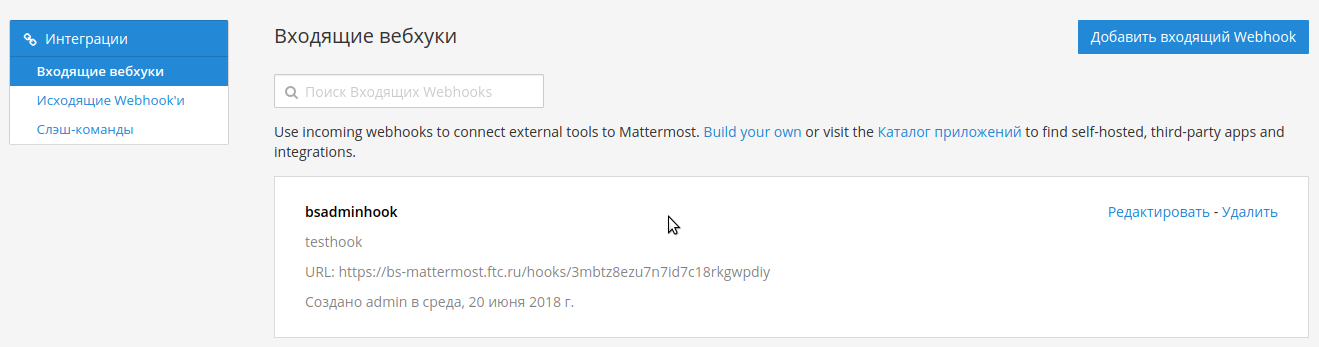 Интеграции
Входящие вебхуки
Исходящие Webhook'и
Слэш-команды
Входящие вебхуки
Добавить входящий Webhook
Поиск Входящих Webhooks
Use incoming webhooks to connect external tools to Mattermost. Build your own or visit the Каталог приложений to find self-hosted, third-party apps and
integrations.
bsadminhook
Редактировать - Удалить
testhook
URL: https://bs-mattermost.ftc.ru/hooks/3mbtz8ezu7n7id7c18rkgwpdiy
Создано admin в среда, 20 июня 2018 г.